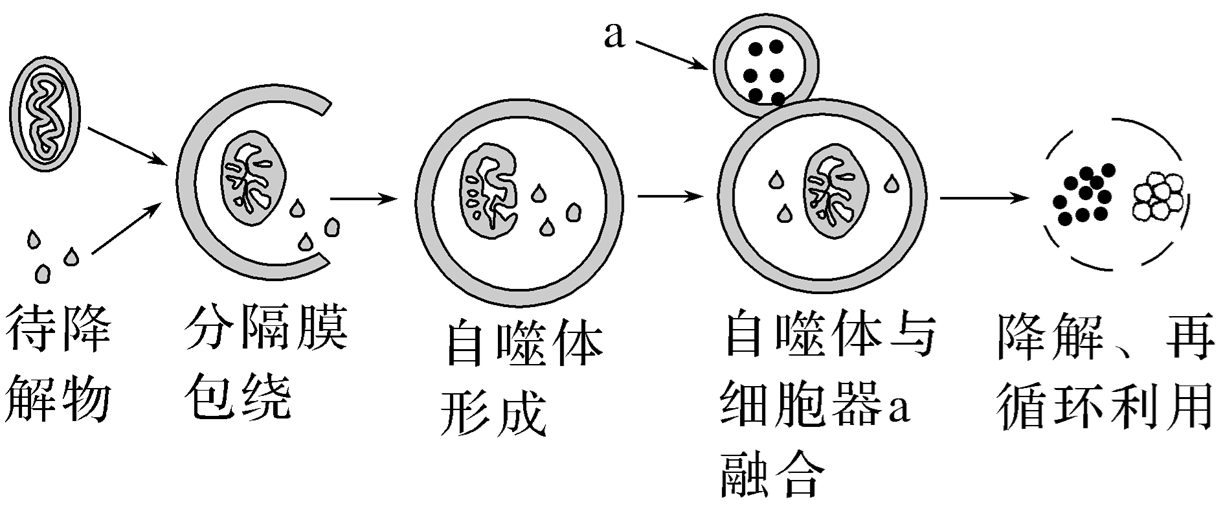 a
待降
解物
分隔膜
包绕
自噬体
形成
自噬体与
细胞器a
融合
降解、再
循环利用